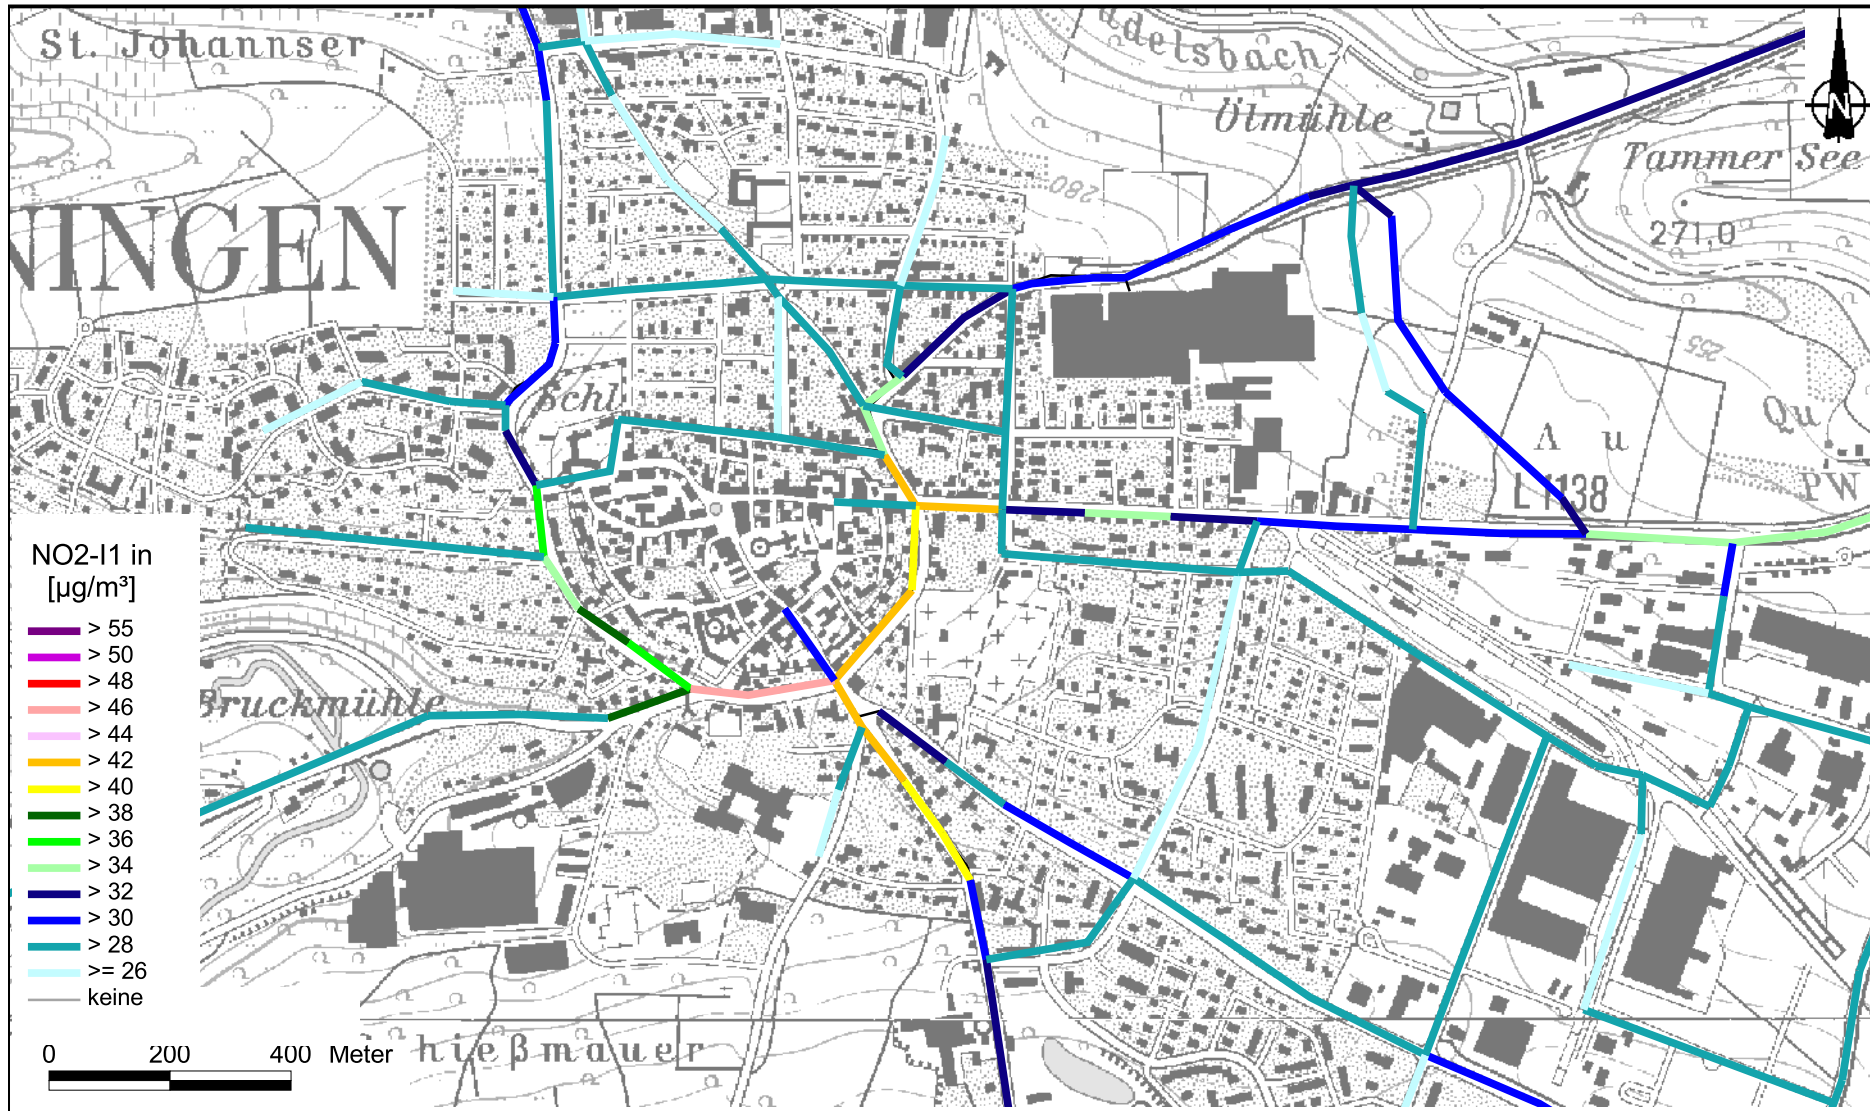 St. Johannser
delsbach
Ölmühle
N
Tammer See
280
NINGEN
271,0
255
Schl.
Qu
A u
L 1138
PW
NO2-I1 in
[µg/m³]
> 55
> 50
> 48
> 46
> 44
> 42
> 40
> 38
> 36
> 34
> 32
> 30
> 28
>= 26
keine
Bruckmühle
0 200 400 Meter
hießmauer